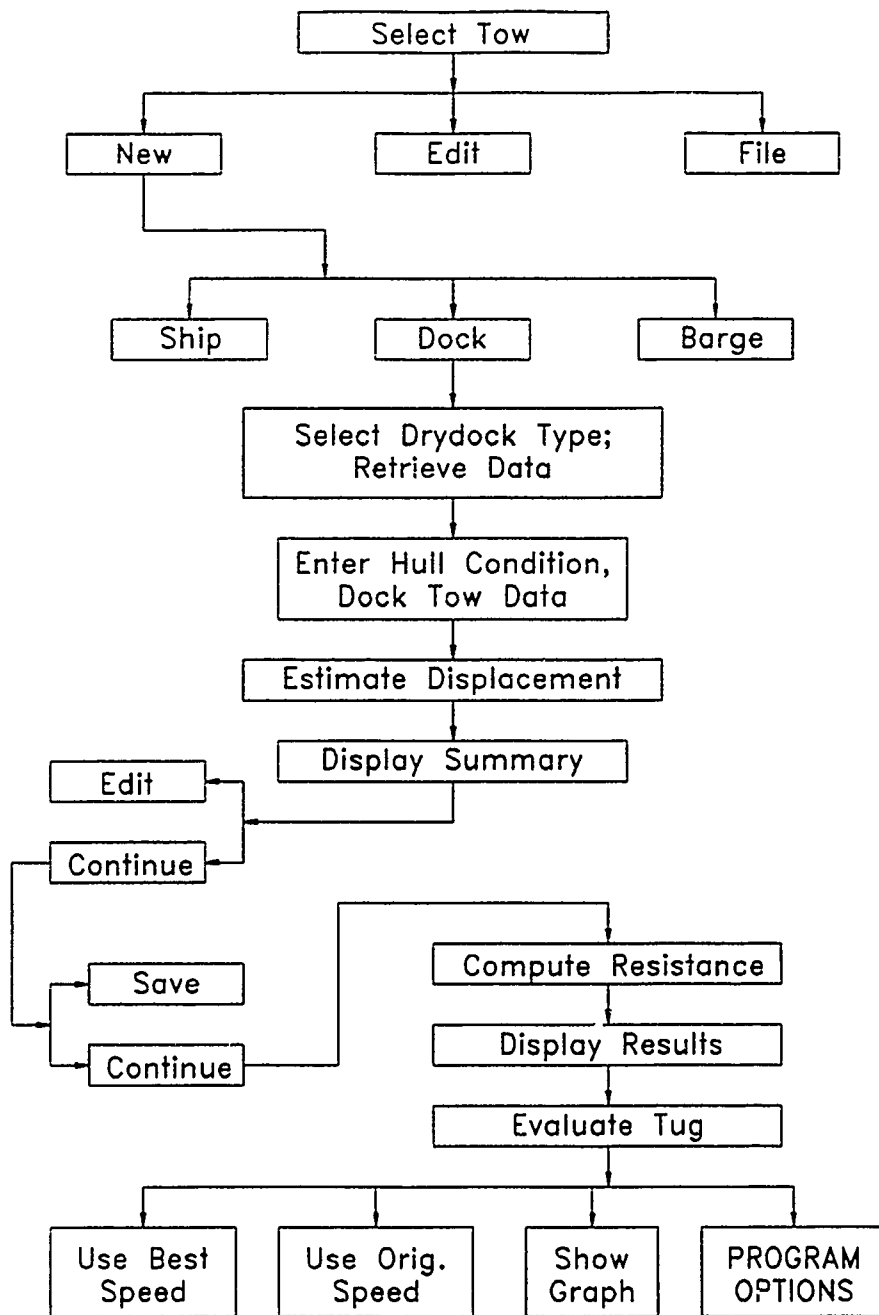 Select Tow
New
Edit
File
Ship
Dock
Barge
Select Drydock Type;
Retrieve Data
Enter Hull Condition,
Dock Tow Data
Estimate Displacement
Display Summary
Edit
Continue
Save
Continue
Compute Resistance
Display Results
Evaluate Tug
Use Best
Speed
Use Orig.
Speed
Show
Graph
PROGRAM
OPTIONS